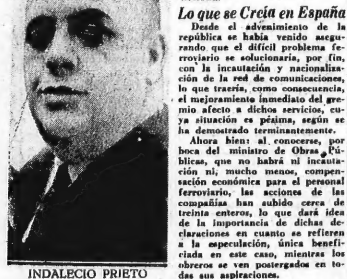 Lo que se Creía en España
Desde el advenimiento de la
república se había venido asegu-
rando que el difícil problema fe-
rroviario se solucionaría, por fin,
con la incautación y nacionaliza-
ción de la red de comunicaciones,
lo que traería, como consecuencia,
el mejoramiento inmediato del gre-
mio afecto a dichos servicios, cu-
ya situación es pésima, según se
ha demostrado terminantemente.
Ahora bien: al conocerse, por
boca del ministro de Obras Pú-
blicas, que no habrá ni incauta-
ción ni, mucho menos, compen-
sación económica para el personal
ferroviario, las acciones de las
compañías han subido cerca de
treinta enteros, lo que dará idea
de la importancia de dichas de-
claraciones en cuanto se refieren
a la especulación, única benefi-
ciada en este caso, mientras los
obreros se ven postergados en to-
das sus aspiraciones.
INDALECIO PRIETO